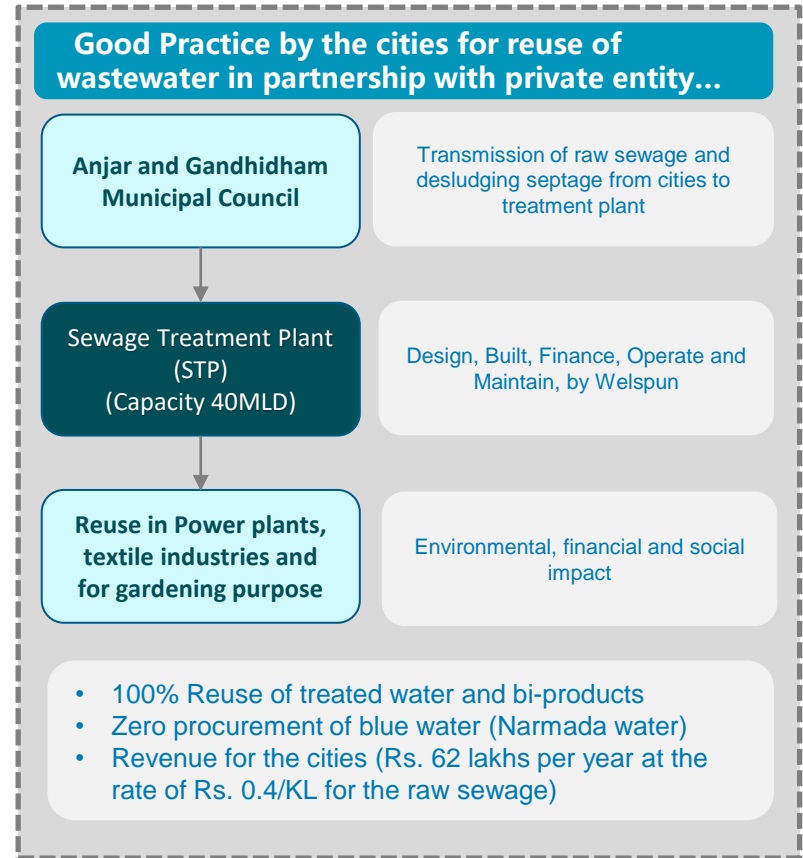 Good Practice by the cities for reuse of
wastewater in partnership with private entity...
Anjar and Gandhidham
Municipal Council
Transmission of raw sewage and
desludging septage from cities to
treatment plant
Sewage Treatment Plant
(STP)
(Capacity 40MLD)
Design, Built, Finance, Operate and
Maintain, by Welspun
Reuse in Power plants,
textile industries and
for gardening purpose
Environmental, financial and social
impact
• 100% Reuse of treated water and bi-products
• Zero procurement of blue water (Narmada water)
• Revenue for the cities (Rs. 62 lakhs per year at the
rate of Rs. 0.4/KL for the raw sewage)